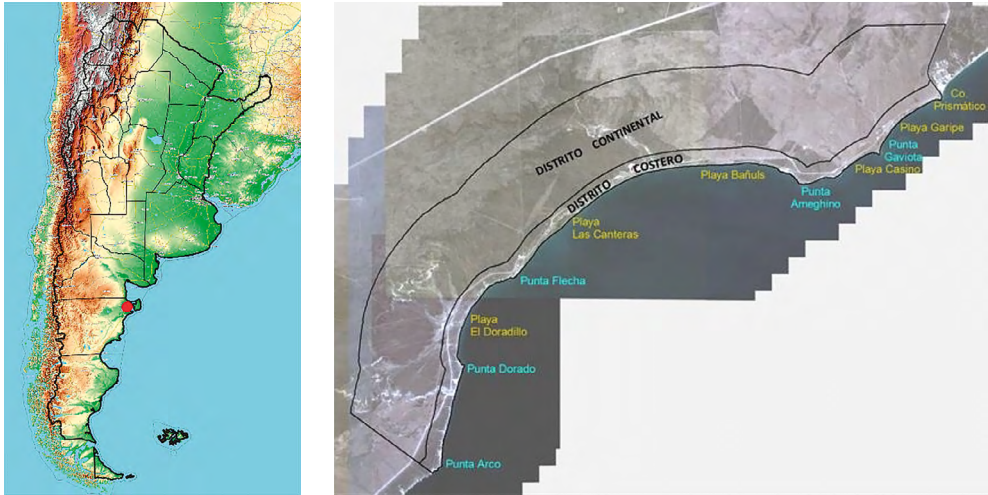 DISTRITO CONTINENTAL
DISTRITO COSTERO
Co.
Prismático
Playa Garipe
Punta
Gaviota
Playa Casino
Playa Bañuls
Punta
Ameghino
Playa
Las Canteras
Punta Flecha
Playa
El Doradillo
Punta Dorado
Punta Arco